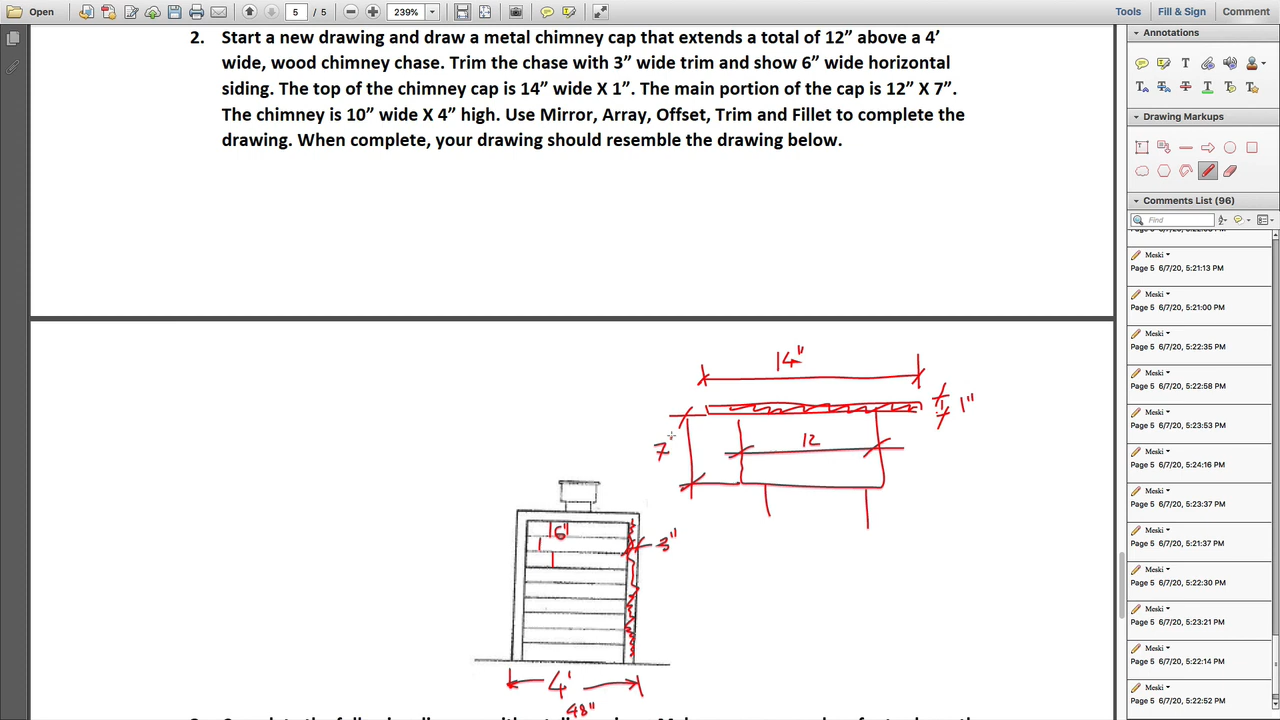 Open
5 / 5
239%
Tools
Fill & Sign
Comment
2. Start a new drawing and draw a metal chimney cap that extends a total of 12” above a 4’
wide, wood chimney chase. Trim the chase with 3” wide trim and show 6” wide horizontal
siding. The top of the chimney cap is 14” wide X 1”. The main portion of the cap is 12” X 7”.
The chimney is 10” wide X 4” high. Use Mirror, Array, Offset, Trim and Fillet to complete the
drawing. When complete, your drawing should resemble the drawing below.
14"
1"
12
7
6"
3"
4'
48"
Annotations
T
Drawing Markups
Comments List (96)
Find
Meski
Page 5 6/7/20, 5:21:13 PM
Meski
Page 5 6/7/20, 5:21:00 PM
Meski
Page 5 6/7/20, 5:22:35 PM
Meski
Page 5 6/7/20, 5:22:58 PM
Meski
Page 5 6/7/20, 5:23:53 PM
Meski
Page 5 6/7/20, 5:24:16 PM
Meski
Page 5 6/7/20, 5:23:37 PM
Meski
Page 5 6/7/20, 5:21:37 PM
Meski
Page 5 6/7/20, 5:22:30 PM
Meski
Page 5 6/7/20, 5:23:21 PM
Meski
Page 5 6/7/20, 5:22:14 PM
Meski
Page 5 6/7/20, 5:22:52 PM